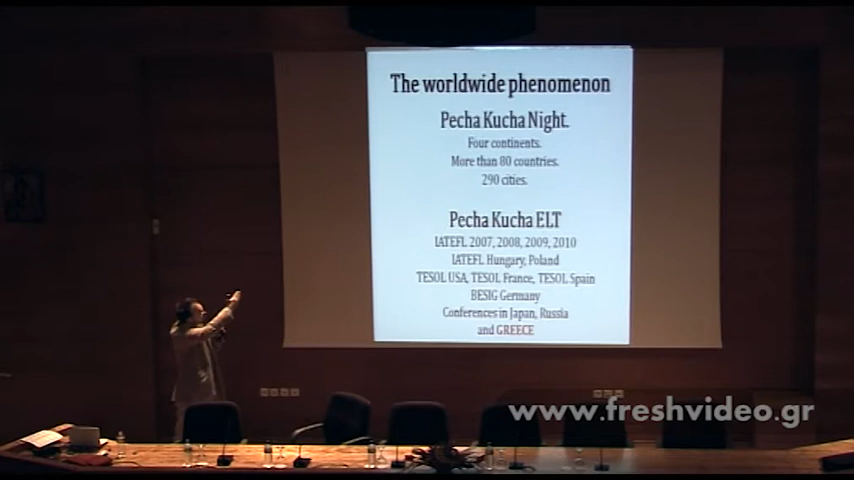 The worldwide phenomenon
Pecha Kucha Night.
Four continents.
More than 80 countries.
290 cities.
Pecha Kucha ELT
IATEFL 2007, 2008, 2009, 2010
IATEFL Hungary, Poland
TESOL USA, TESOL France, TESOL Spain
BESIG Germany
Conferences in Japan, Russia
and GREECE
www.freshvideo.gr